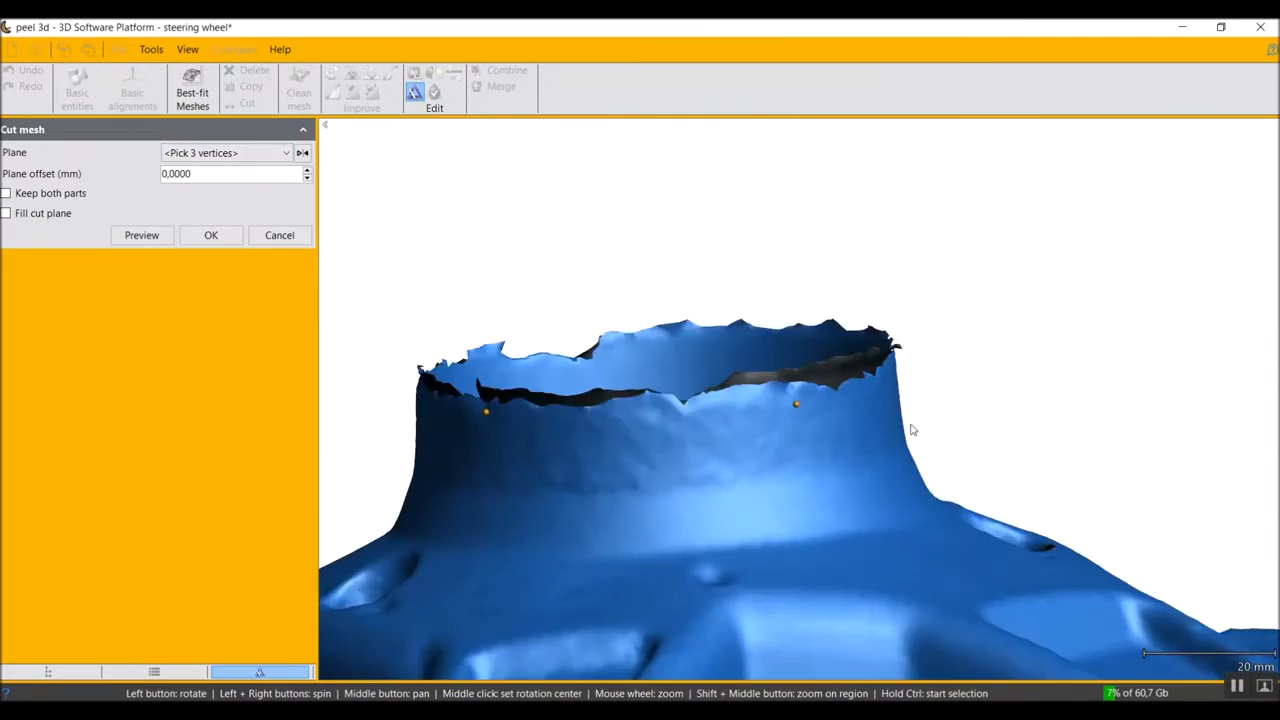 peel 3d - 3D Software Platform - steering wheel*
Tools View Help
Undo
Redo
Basic entities
Basic alignments
Best-fit Meshes
Delete
Copy
Cut
Clean mesh
Improve
Edit
Combine
Merge
Cut mesh
Plane <Pick 3 vertices>
Plane offset (mm) 0,0000
Keep both parts
Fill cut plane
Preview OK Cancel
20 mm
Left button: rotate | Left + Right buttons: spin | Middle button: pan | Middle click: set rotation center | Mouse wheel: zoom | Shift + Middle button: zoom on region | Hold Ctrl: start selection 7% of 60,7 Gb